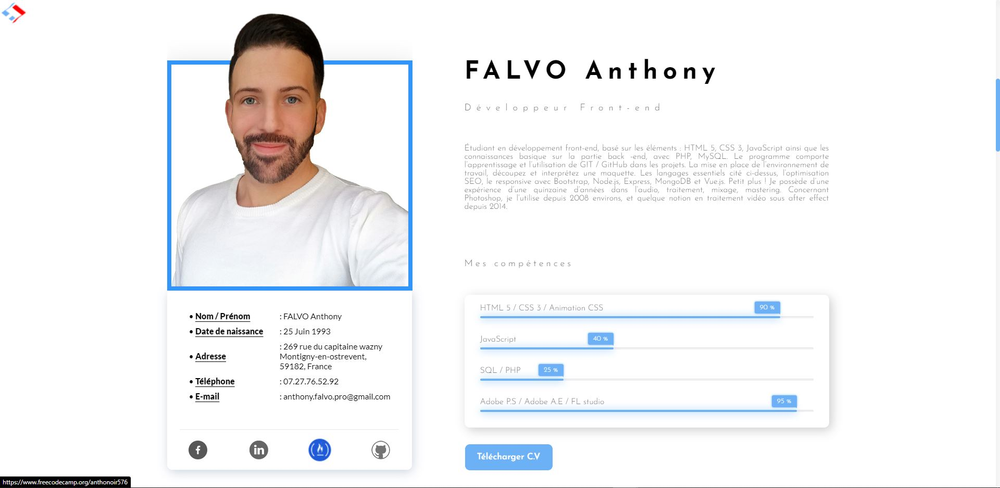 FALVO Anthony
Développeur Front-end
Étudiant en développement front-end, basé sur les éléments : HTML 5, CSS 3, JavaScript ainsi que les
connaissances basique sur la partie back -end, avec PHP, MySQL. Le programme comporte
l'apprentissage et l'utilisation de GIT / GitHub dans les projets. La mise en place de l'environnement de
travail, découpez et interprétez une maquette. Les langages essentiels cité ci-dessus, l'optimisation
SEO, le responsive avec Bootstrap, Node.js, Express, MongoDB et Vue.js. Petit plus ! Je possède d'une
expérience d'une quinzaine d'années dans l'audio, traitement, mixage, mastering. Concernant
Photoshop, je l'utilise depuis 2008 environs, et quelque notion en traitement vidéo sous after effect
depuis 2014.
Mes compétences
HTML 5 / CSS 3 / Animation CSS 90 %
JavaScript 40 %
SQL / PHP 25 %
Adobe P.S / Adobe A.E / FL studio 95 %
Télécharger C.V
• Nom / Prénom : FALVO Anthony
• Date de naissance : 25 Juin 1993
• Adresse : 269 rue du capitaine wazny
Montigny-en-ostrevent,
59182, France
• Téléphone : 07.27.76.52.92
• E-mail : anthony.falvo.pro@gmail.com
https://www.freecodecamp.org/anthonoir576